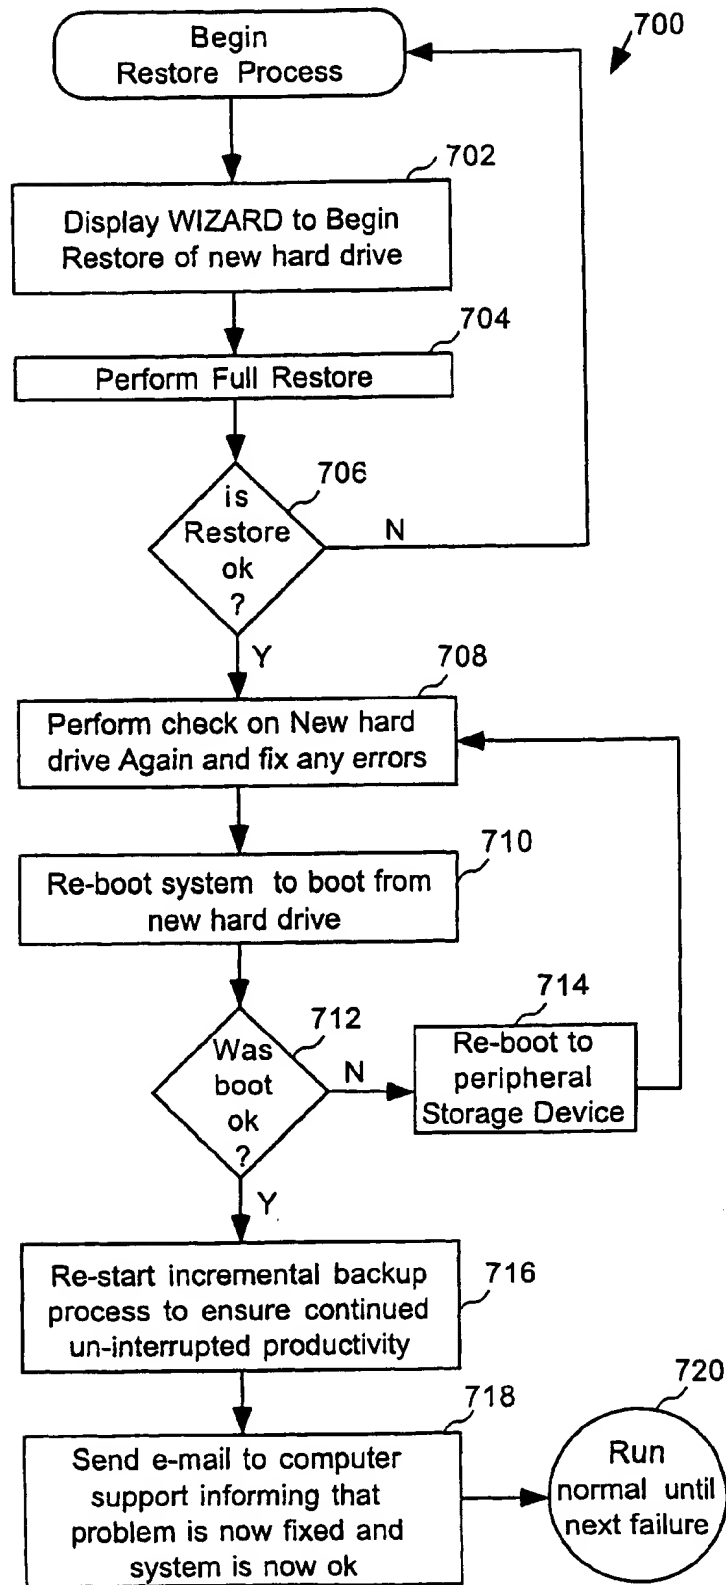 Begin
Restore Process
700
702
Display WIZARD to Begin
Restore of new hard drive
704
Perform Full Restore
706
is
Restore
ok
?
N
Y
708
Perform check on New hard
drive Again and fix any errors
710
Re-boot system to boot from
new hard drive
712
Was
boot
ok
?
N
714
Re-boot to
peripheral
Storage Device
Y
Re-start incremental backup
process to ensure continued
un-interrupted productivity
716
718
Send e-mail to computer
support informing that
problem is now fixed and
system is now ok
720
Run
normal until
next failure